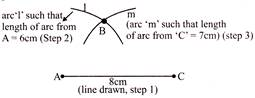 arc'l' such that
length of arc from
A = 6cm (Step 2)
l
m
B
(arc 'm' such that length
of arc from 'C' = 7cm) (step 3)
A
C
8cm
(line drawn, step 1)